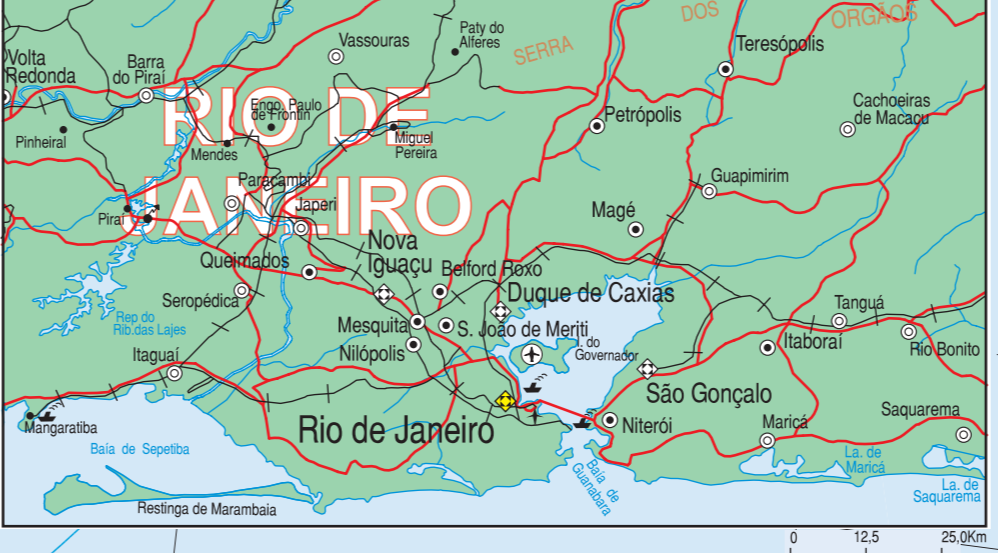 DOS
ORGÃOS
SERRA
Paty do
Alferes
Vassouras
Teresópolis
Volta
Redonda
Barra
do Piraí
RIO DE
JANEIRO
Engo. Paulo
de Frontin
Cachoeiras
de Macacu
Petrópolis
Pinheiral
Mendes
Miguel
Pereira
Paracambi
Guapimirim
Japeri
Piraí
Magé
Nova
Iguaçu
Queimados
Belford Roxo
Seropédica
Duque de Caxias
Rep do
Rib.das Lajes
Mesquita
S. João de Meriti
Tanguá
I. do
Governador
Itaboraí
Rio Bonito
Nilópolis
Itaguaí
São Gonçalo
Saquarema
Mangaratiba
Rio de Janeiro
Niterói
Maricá
Baía de Sepetiba
La. de
Maricá
Baía de
Guanabara
La. de
Saquarema
Restinga de Marambaia
0 12,5 25,0Km